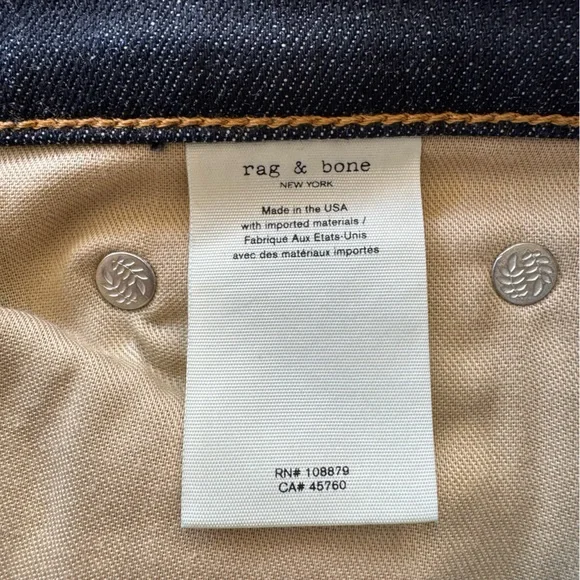 rag & bone
NEW YORK
Made in the USA
with imported materials /
Fabriqué Aux Etats-Unis
avec des matériaux importés
RN# 108879
CA# 45760